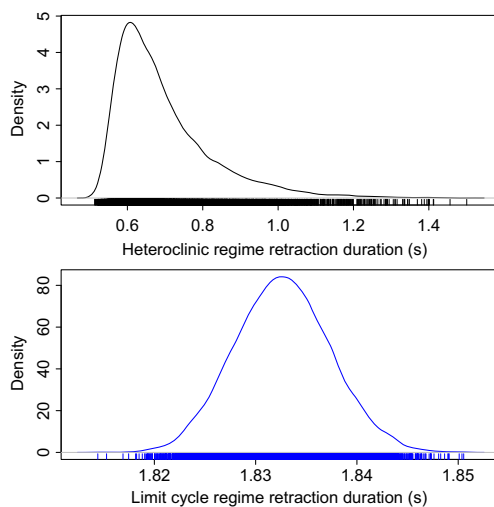 Density
5
4
3
2
1
0
0.6 0.8 1.0 1.2 1.4
Heteroclinic regime retraction duration (s)
Density
80
60
40
20
0
1.82 1.83 1.84 1.85
Limit cycle regime retraction duration (s)